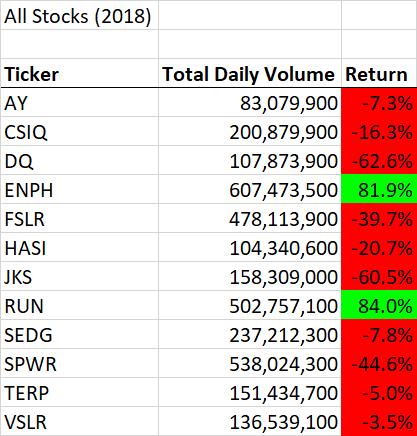 All Stocks (2018)
Ticker Total Daily Volume Return
AY 83,079,900 -7.3%
CSIQ 200,879,900 -16.3%
DQ 107,873,900 -62.6%
ENPH 607,473,500 81.9%
FSLR 478,113,900 -39.7%
HASI 104,340,600 -20.7%
JKS 158,309,000 -60.5%
RUN 502,757,100 84.0%
SEDG 237,212,300 -7.8%
SPWR 538,024,300 -44.6%
TERP 151,434,700 -5.0%
VSLR 136,539,100 -3.5%